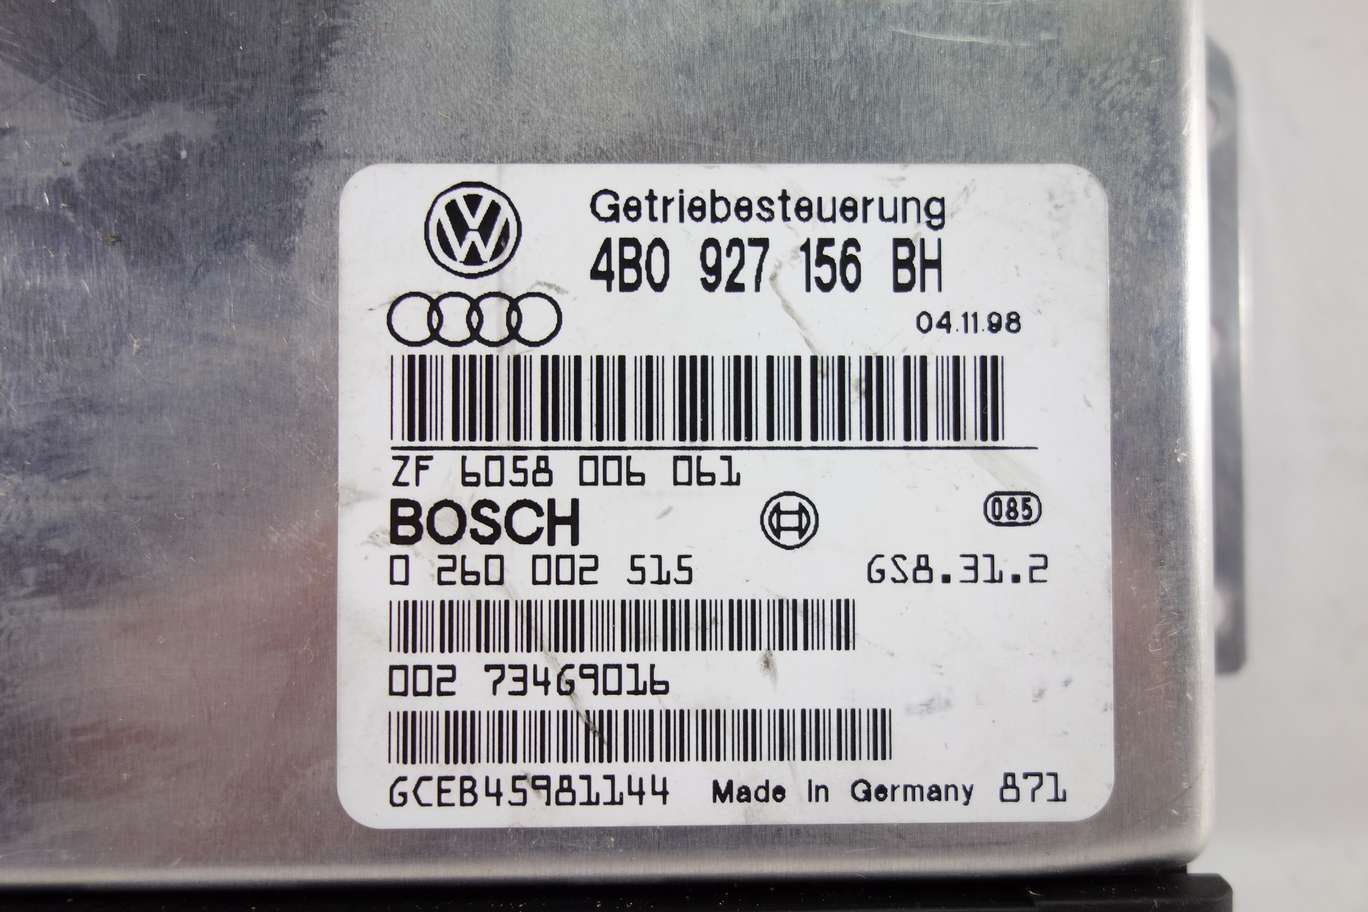 Getriebesteuerung
4B0 927 156 BH
04.11.98
ZF 6058 006 061
BOSCH
085
0 260 002 515 GS8.31.2
002 734G9016
GCEB45981144 Made In Germany 871